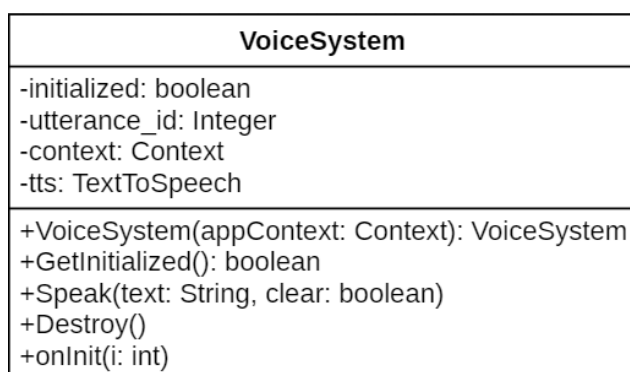 VoiceSystem
-initialized: boolean
-utterance_id: Integer
-context: Context
-tts: TextToSpeech
+VoiceSystem(appContext: Context): VoiceSystem
+GetInitialized(): boolean
+Speak(text: String, clear: boolean)
+Destroy()
+onInit(i: int)